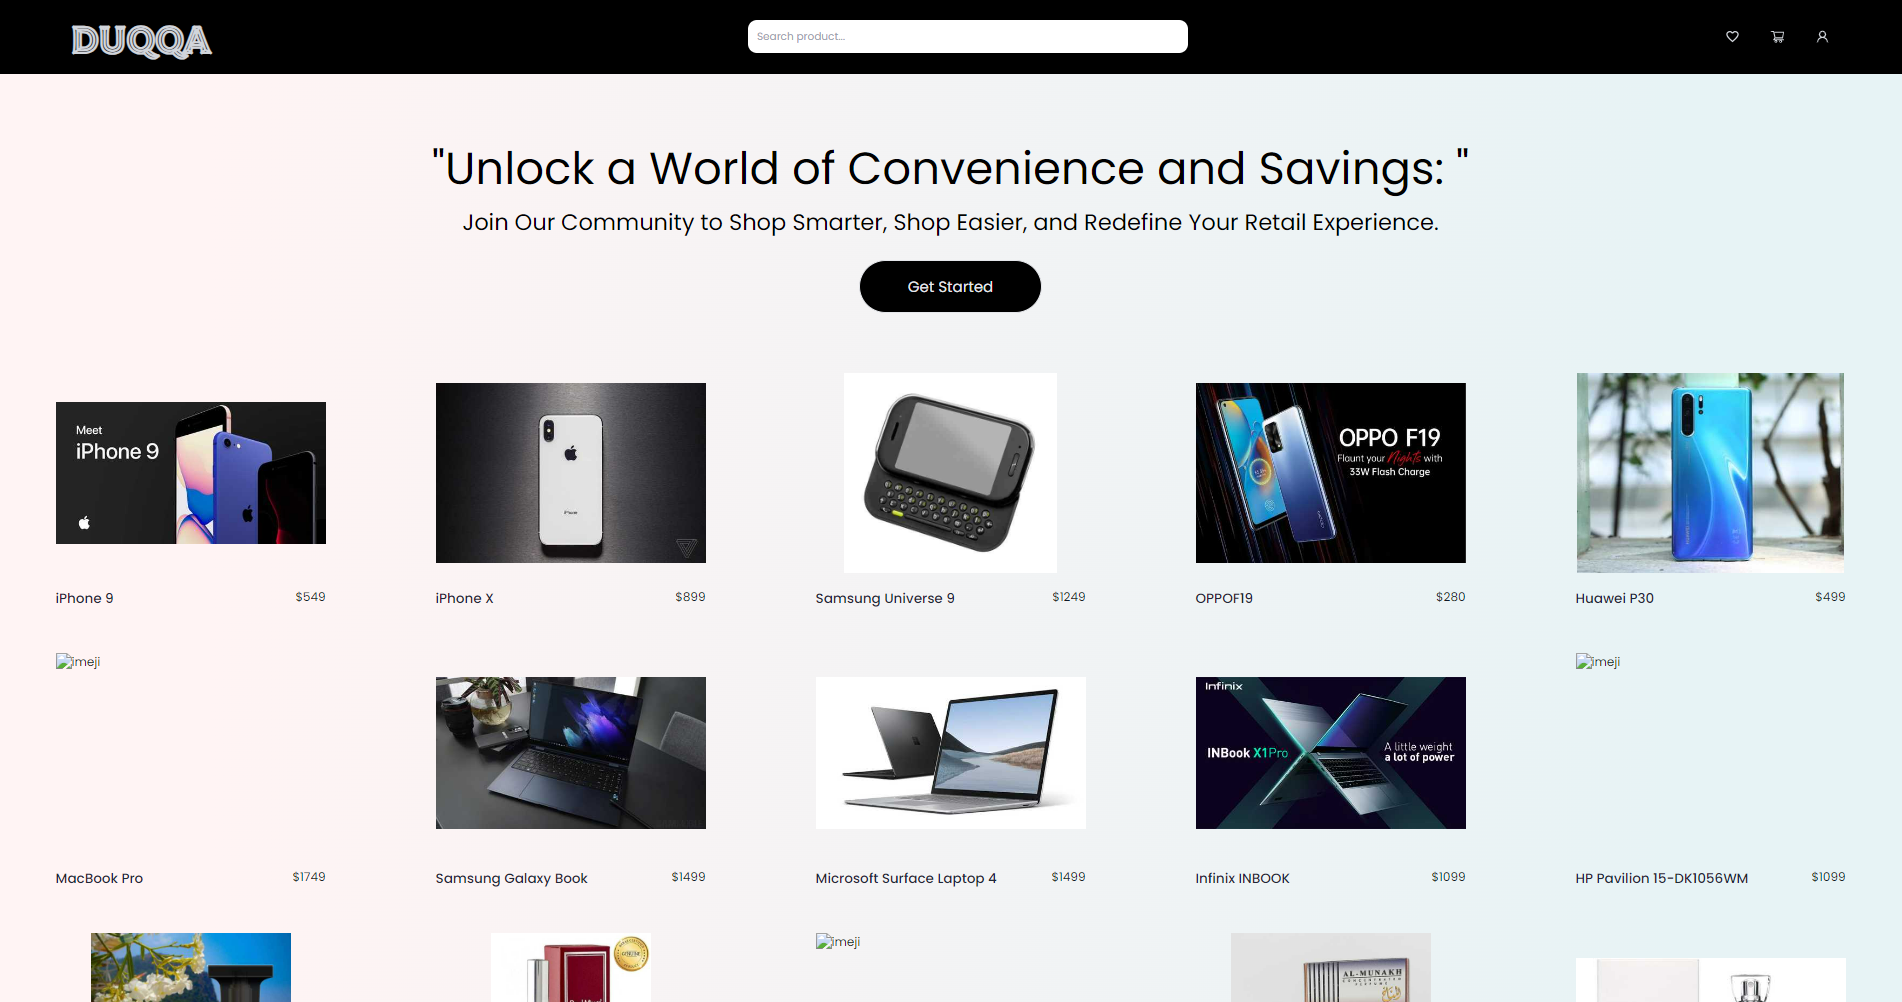 DUQQA
Search product...
"Unlock a World of Convenience and Savings: "
Join Our Community to Shop Smarter, Shop Easier, and Redefine Your Retail Experience.
Get Started
Meet
iPhone 9
iPhone
OPPO F19
Flaunt your Nights with
33W Flash Charge
iPhone 9 $549
iPhone X $899
Samsung Universe 9 $1249
OPPOF19 $280
Huawei P30 $499
imeji
Infinix
INBook X1Pro
A little weight
a lot of power
imeji
MacBook Pro $1749
Samsung Galaxy Book $1499
Microsoft Surface Laptop 4 $1499
Infinix INBOOK $1099
HP Pavilion 15-DK1056WM $1099
imeji
AL-MUNAKH
CONCENTRATED
PERFUME